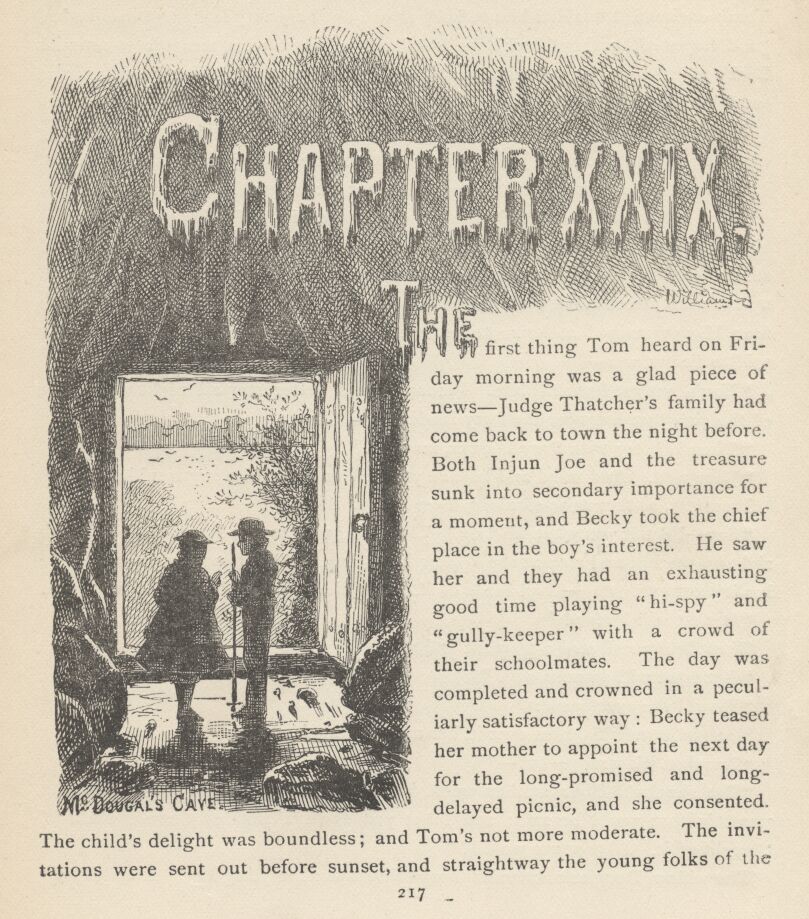 CHAPTER XXIX.
Williams
THE first thing Tom heard on Fri-
day morning was a glad piece of
news—Judge Thatcher's family had
come back to town the night before.
Both Injun Joe and the treasure
sunk into secondary importance for
a moment, and Becky took the chief
place in the boy's interest. He saw
her and they had an exhausting
good time playing "hi-spy" and
"gully-keeper" with a crowd of
their schoolmates. The day was
completed and crowned in a pecul-
iarly satisfactory way: Becky teased
her mother to appoint the next day
for the long-promised and long-
delayed picnic, and she consented.
Mc DOUGAL'S CAVE.
The child's delight was boundless; and Tom's not more moderate. The invi-
tations were sent out before sunset, and straightway the young folks of the
217